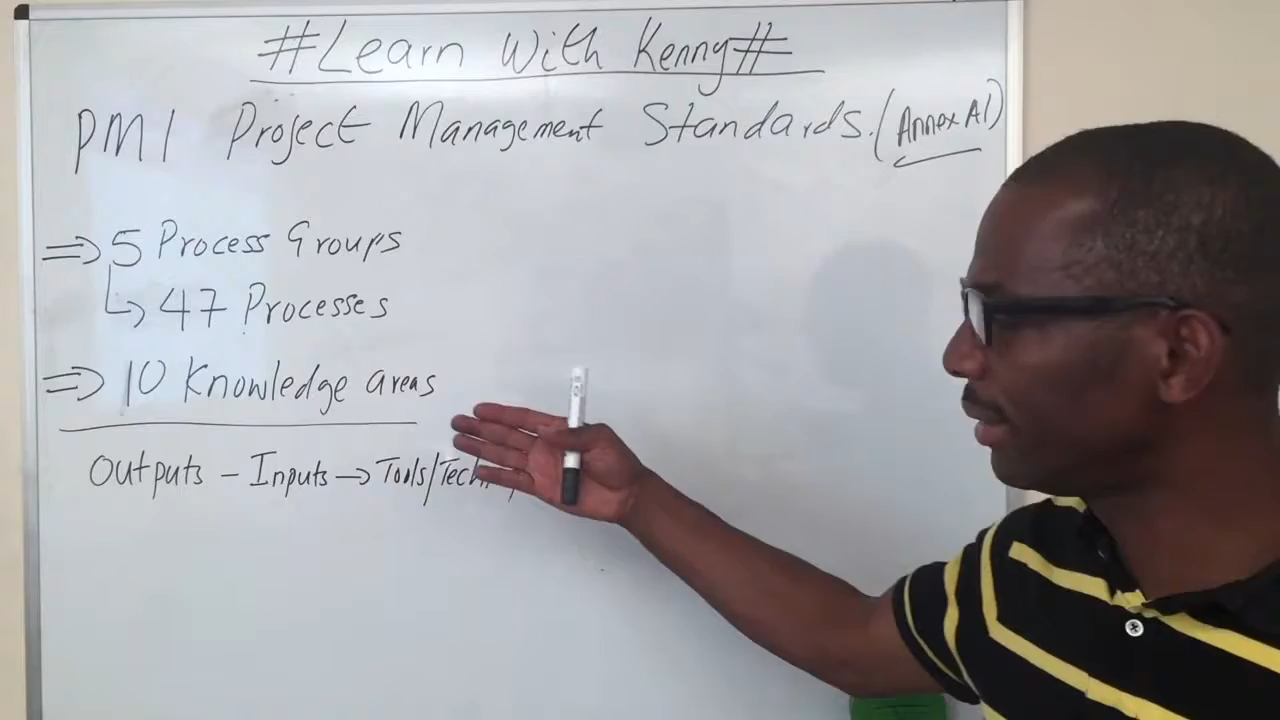 #Learn With Kenny#
PMI Project Management Standards. (Annex A1)
⇒ 5 Process Groups
↳ 47 Processes
⇒ 10 Knowledge areas
Outputs - Inputs → Tools/